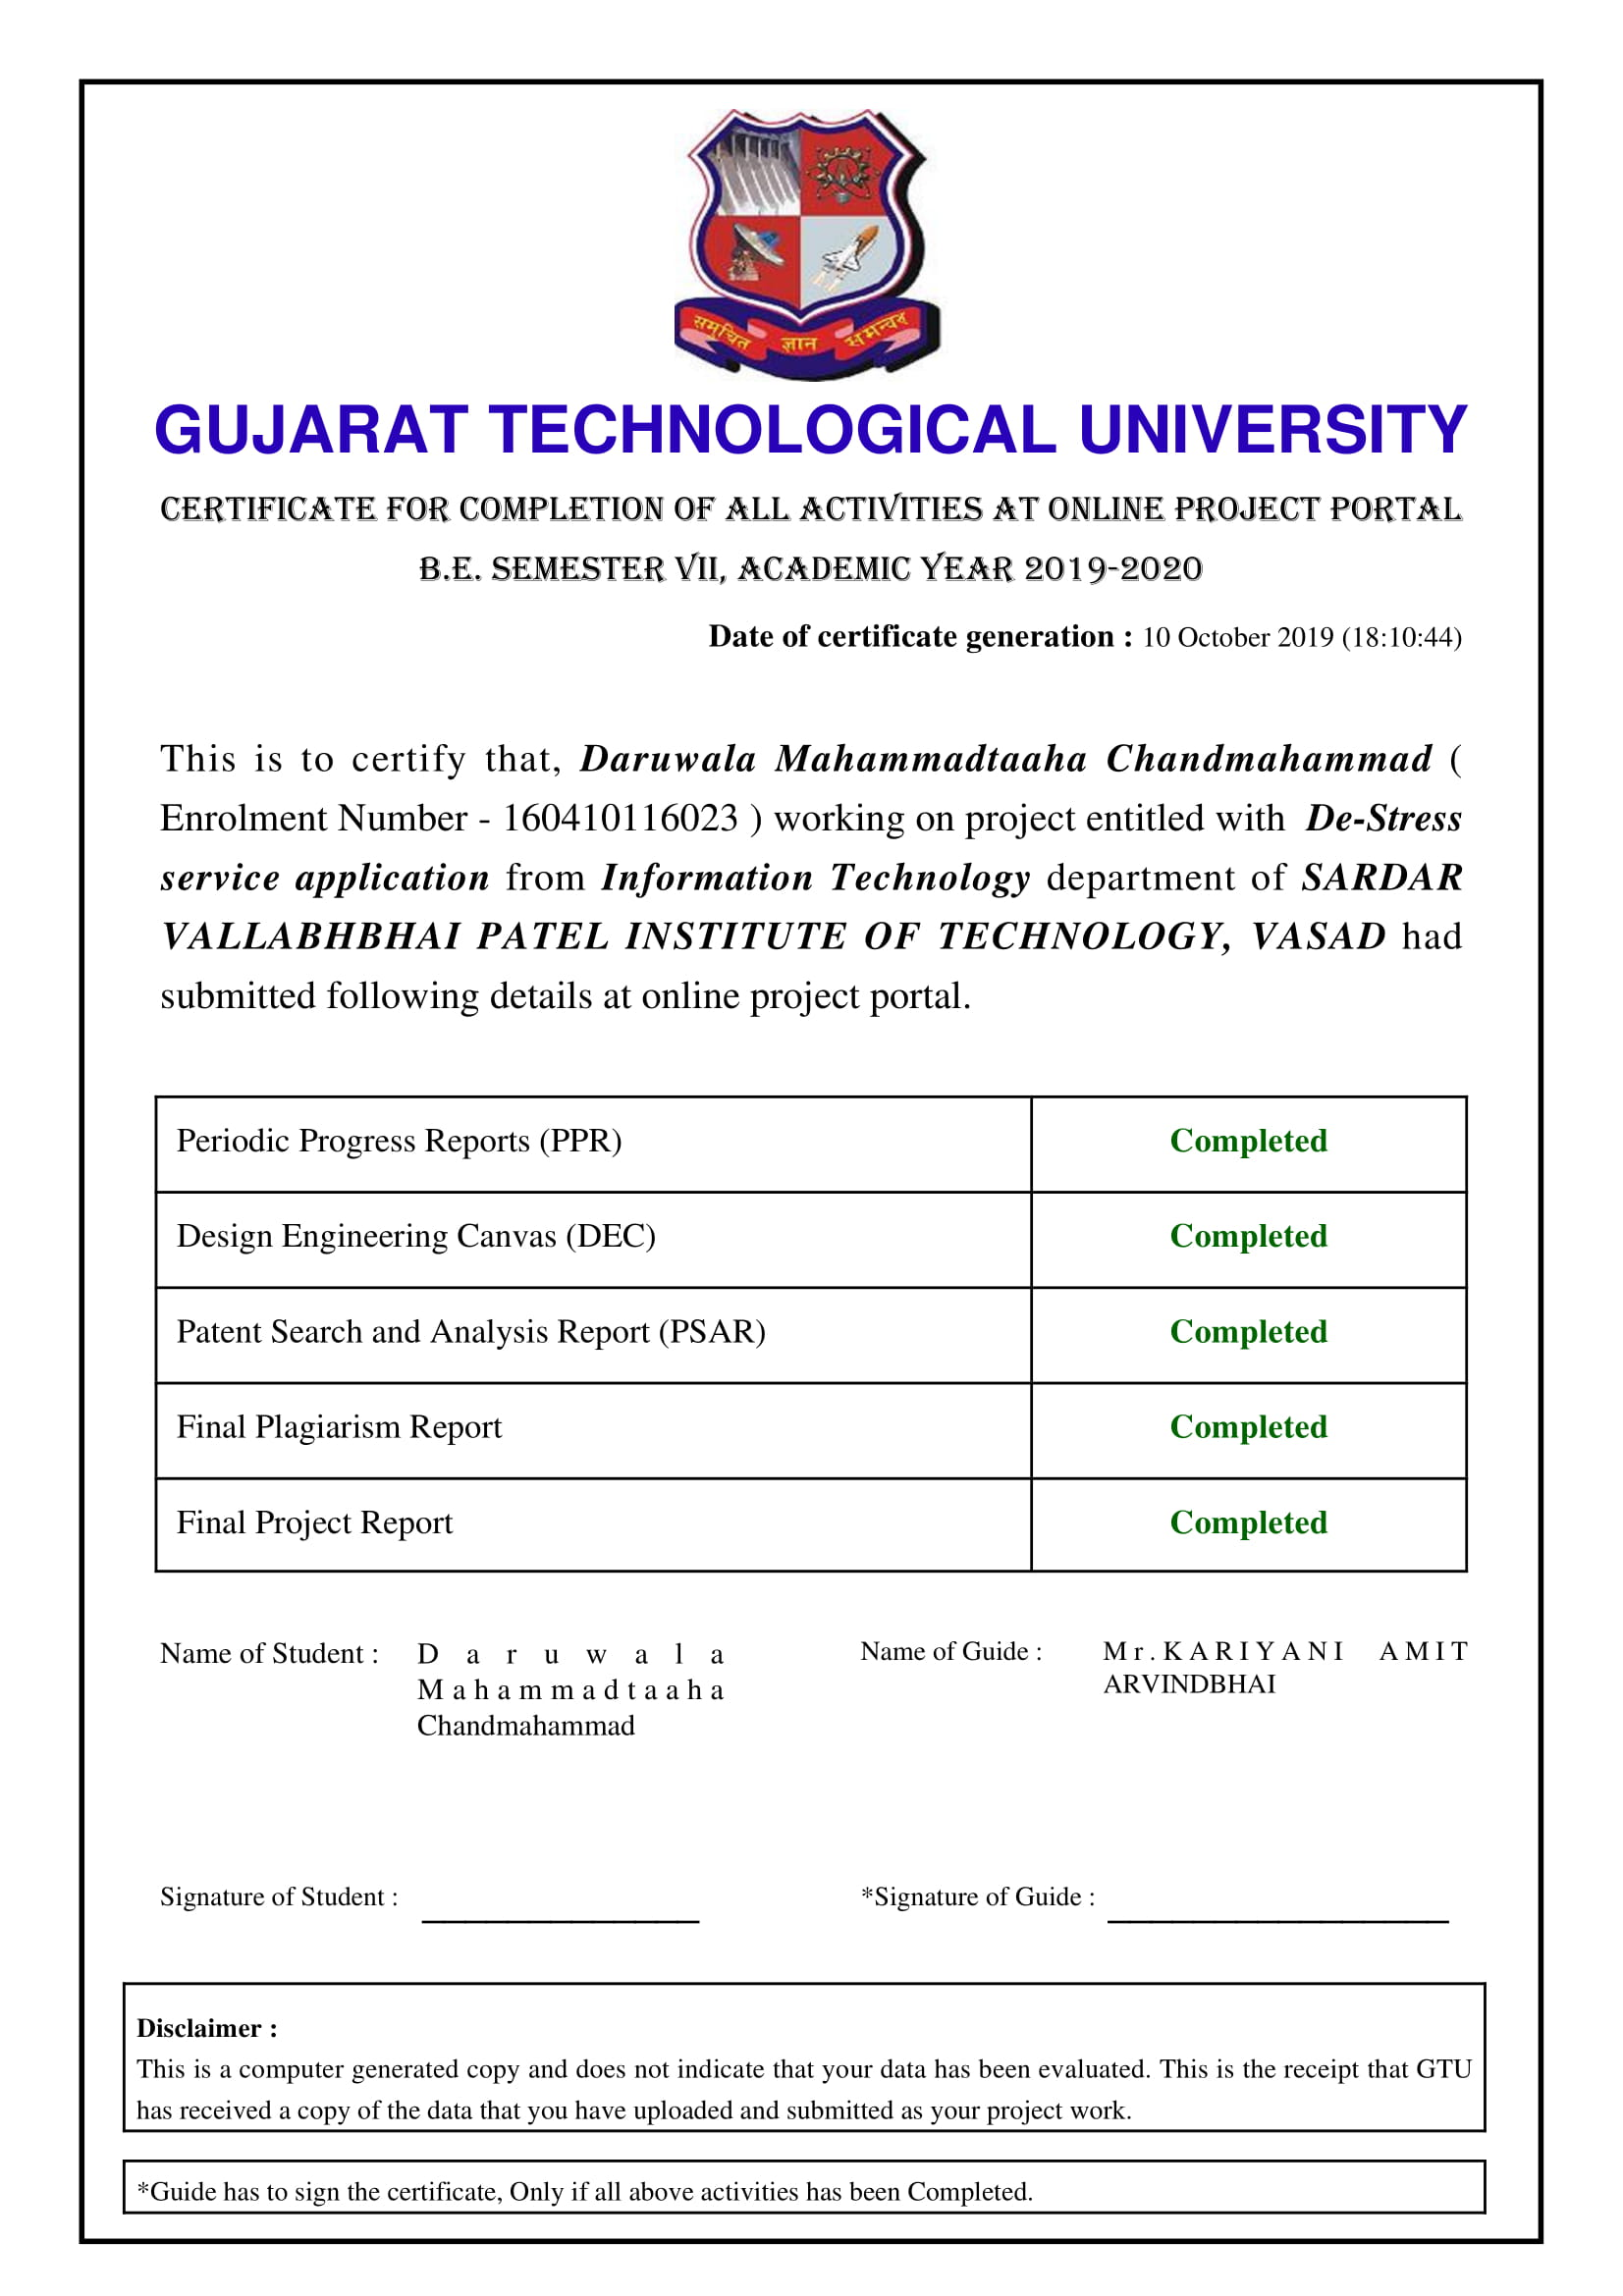 समुचित ज्ञान समन्वय
GUJARAT TECHNOLOGICAL UNIVERSITY
CERTIFICATE FOR COMPLETION OF ALL ACTIVITIES AT ONLINE PROJECT PORTAL
B.E. SEMESTER VII, ACADEMIC YEAR 2019-2020
Date of certificate generation : 10 October 2019 (18:10:44)
This is to certify that, Daruwala Mahammadtaaha Chandmahammad (
Enrolment Number - 160410116023 ) working on project entitled with De-Stress
service application from Information Technology department of SARDAR
VALLABHBHAI PATEL INSTITUTE OF TECHNOLOGY, VASAD had
submitted following details at online project portal.
Periodic Progress Reports (PPR) Completed
Design Engineering Canvas (DEC) Completed
Patent Search and Analysis Report (PSAR) Completed
Final Plagiarism Report Completed
Final Project Report Completed
Name of Student : Daruwala
Mahammadtaaha
Chandmahammad
Name of Guide : Mr.KARIYANI AMIT
ARVINDBHAI
Signature of Student :
*Signature of Guide :
Disclaimer :
This is a computer generated copy and does not indicate that your data has been evaluated. This is the receipt that GTU
has received a copy of the data that you have uploaded and submitted as your project work.
*Guide has to sign the certificate, Only if all above activities has been Completed.